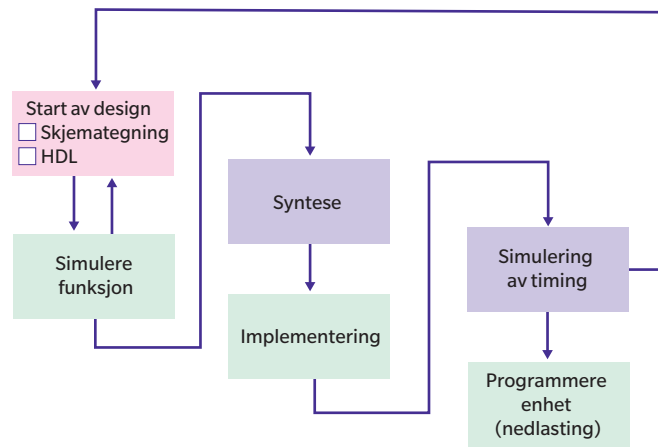 Start av design
Skjemategning
HDL
Simulere
funksjon
Syntese
Implementering
Simulering
av timing
Programmere
enhet
(nedlasting)